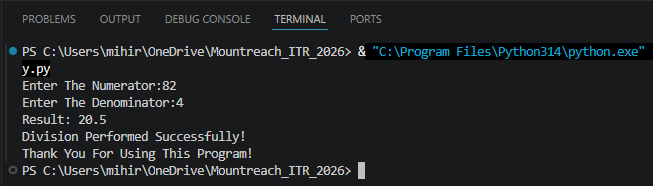 PROBLEMS OUTPUT DEBUG CONSOLE TERMINAL PORTS
PS C:\Users\mihir\OneDrive\Mountreach_ITR_2026> & "C:\Program Files\Python314\python.exe"
y.py
Enter The Numerator:82
Enter The Denominator:4
Result: 20.5
Division Performed Successfully!
Thank You For Using This Program!
PS C:\Users\mihir\OneDrive\Mountreach_ITR_2026>